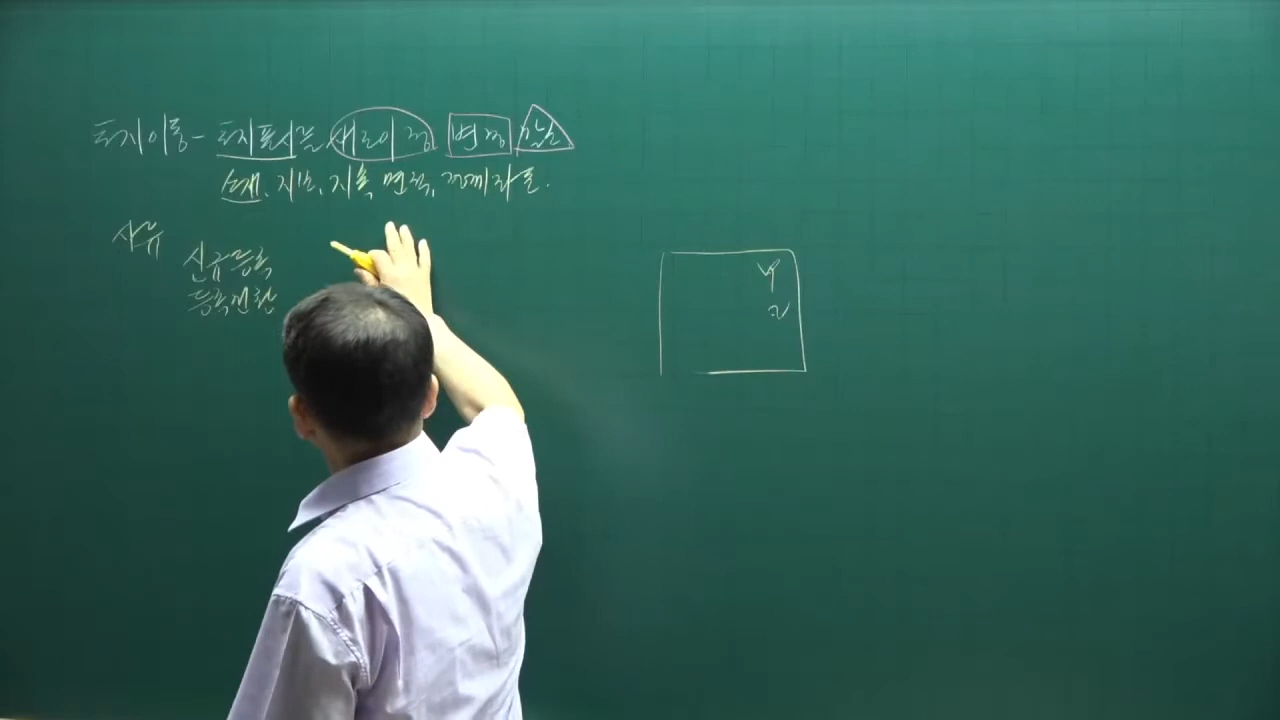 토지이동 - 토지표시를 새로이 정 변경 말소
소재, 지번, 지목, 면적, 경계좌표.
사유
신규등록
등록전환